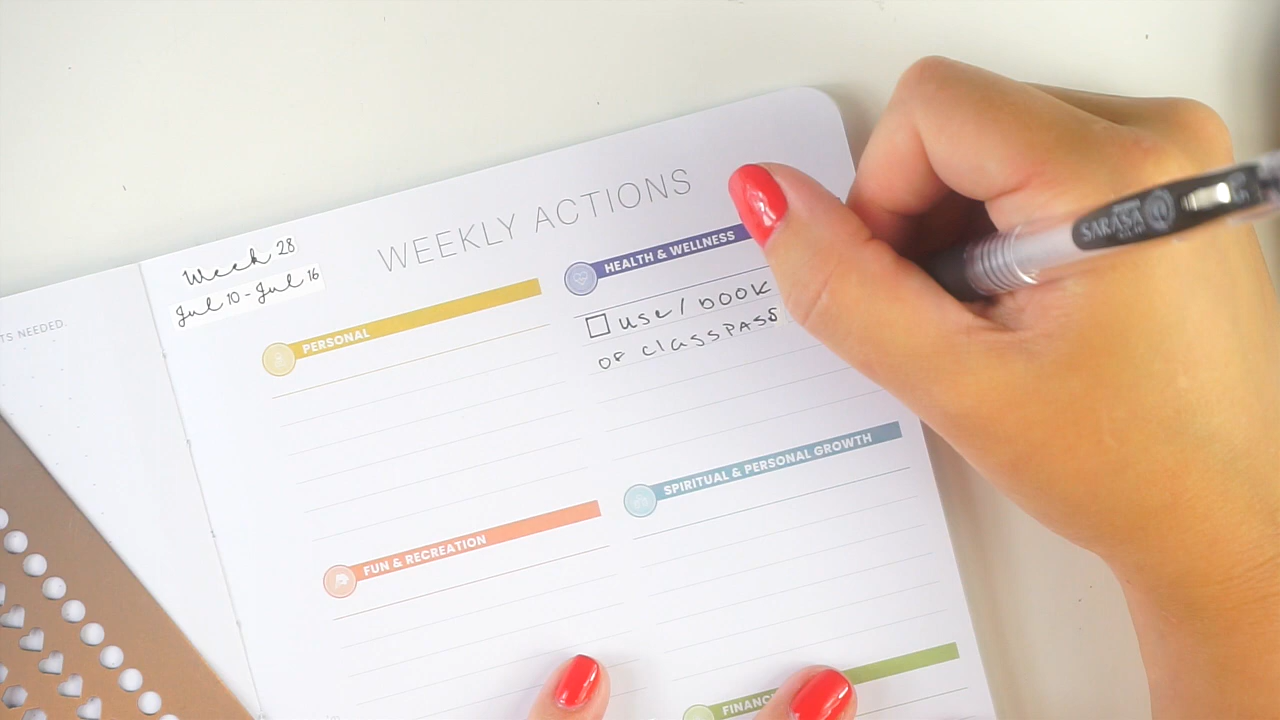 WEEKLY ACTIONS
Week 28
Jul 10 - Jul 16
TS NEEDED:
PERSONAL
HEALTH & WELLNESS
use / book
of classpass
SPIRITUAL & PERSONAL GROWTH
FUN & RECREATION
SARASA